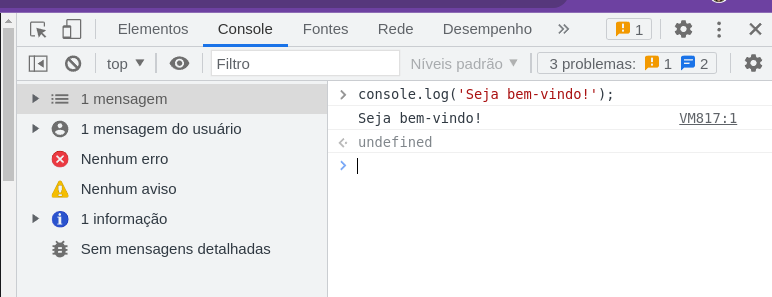 Elementos Console Fontes Rede Desempenho 1
top Filtro Níveis padrão 3 problemas: 1 2
1 mensagem
1 mensagem do usuário
Nenhum erro
Nenhum aviso
1 informação
Sem mensagens detalhadas
console.log('Seja bem-vindo!');
Seja bem-vindo! VM817:1
undefined